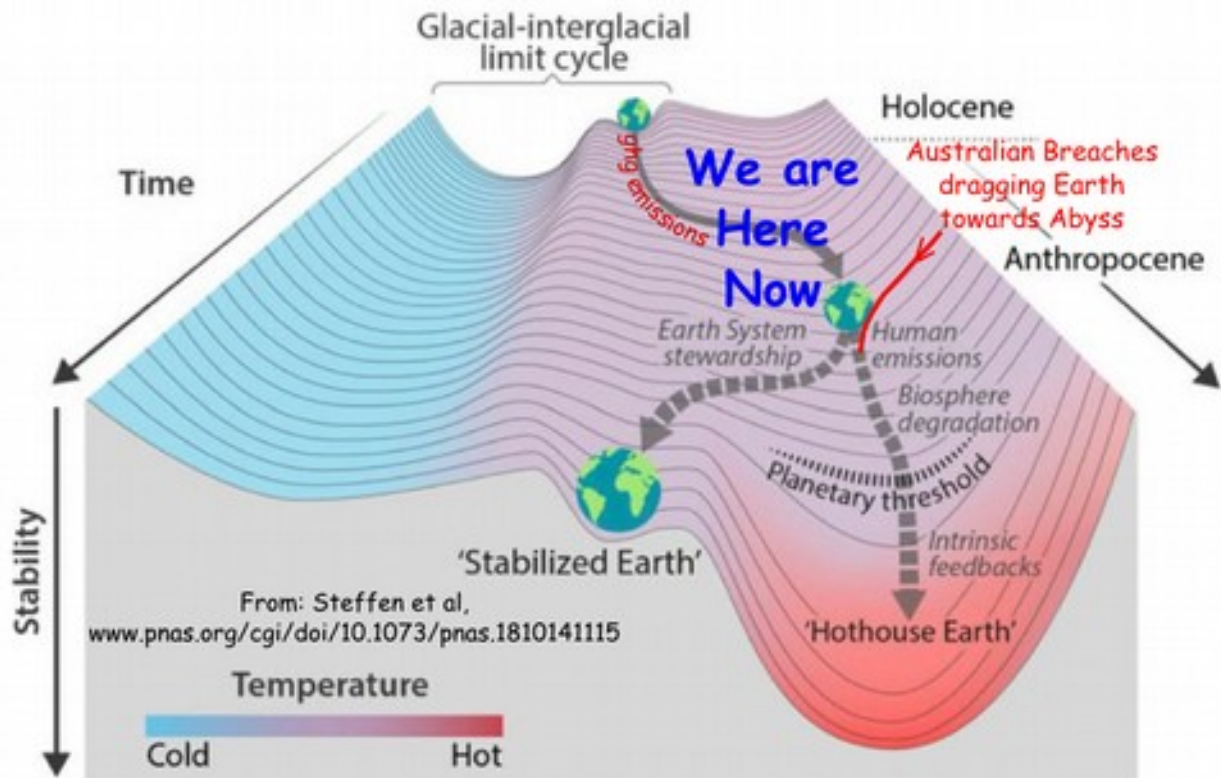 Glacial-interglacial
limit cycle
Holocene
Time
ghg emissions
We are
Here
Now
Australian Breaches
dragging Earth
towards Abyss
Anthropocene
Earth System
stewardship
Human
emissions
Biosphere
degradation
Planetary threshold
Intrinsic
feedbacks
Stability
'Stabilized Earth'
'Hothouse Earth'
From: Steffen et al,
www.pnas.org/cgi/doi/10.1073/pnas.1810141115
Temperature
Cold
Hot